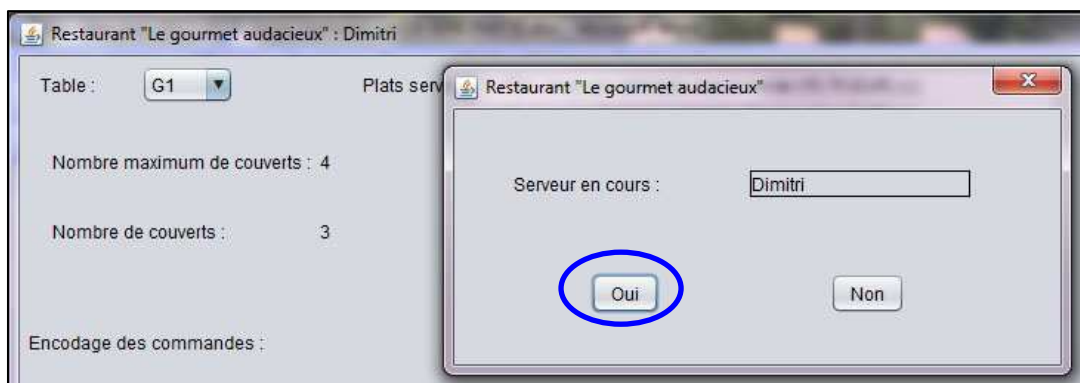 Restaurant "Le gourmet audacieux" : Dimitri
Table : G1
Plats serv
Nombre maximum de couverts : 4
Nombre de couverts : 3
Encodage des commandes :
Restaurant "Le gourmet audacieux"
Serveur en cours : Dimitri
Oui Non